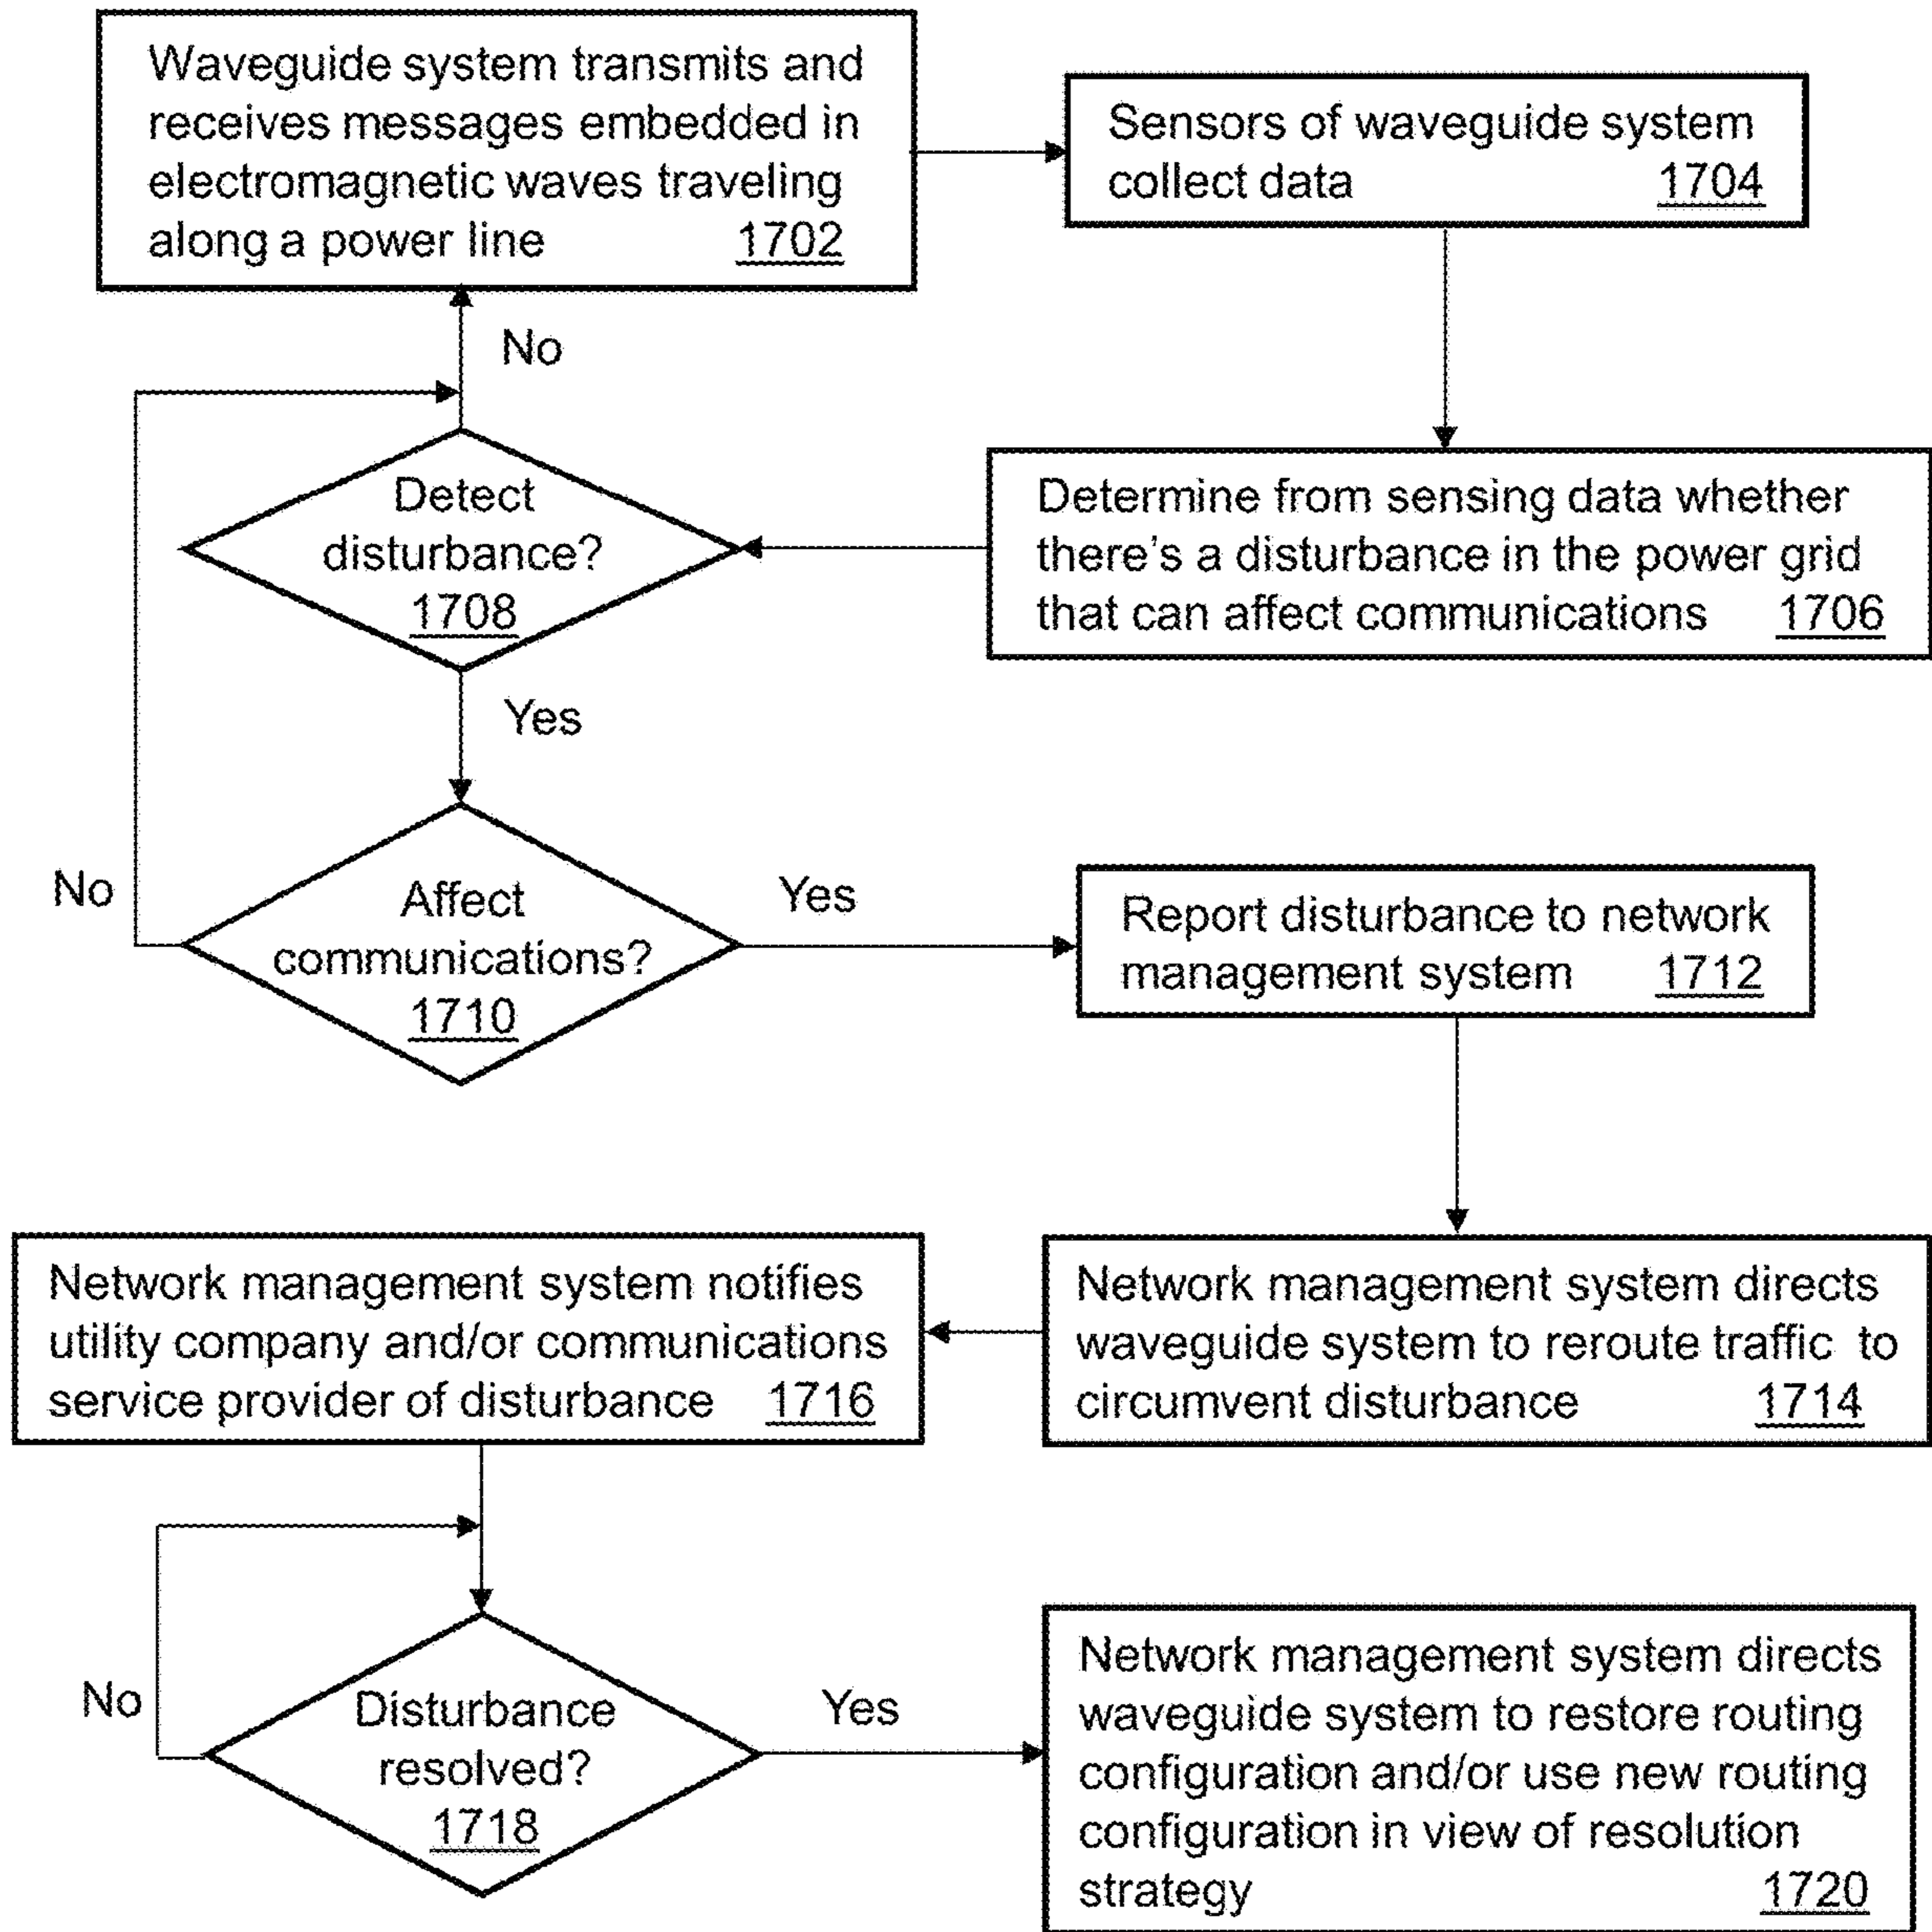 Waveguide system transmits and
receives messages embedded in
electromagnetic waves traveling
along a power line 1702
Sensors of waveguide system
collect data 1704
No
Detect
disturbance?
1708
Determine from sensing data whether
there's a disturbance in the power grid
that can affect communications 1706
Yes
No
Affect
communications?
1710
Yes
Report disturbance to network
management system 1712
Network management system notifies
utility company and/or communications
service provider of disturbance 1716
Network management system directs
waveguide system to reroute traffic to
circumvent disturbance 1714
No
Disturbance
resolved?
1718
Yes
Network management system directs
waveguide system to restore routing
configuration and/or use new routing
configuration in view of resolution
strategy 1720